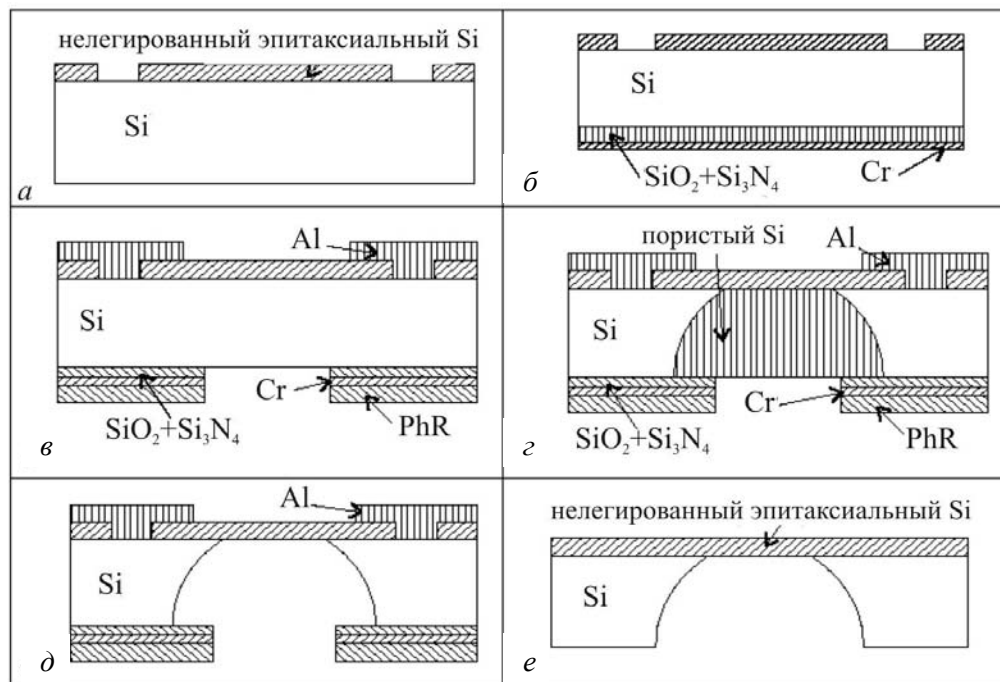 нелегированный эпитаксиальный Si
Si
а
Si
SiO₂+Si₃N₄
Cr
б
Al
Si
Cr
SiO₂+Si₃N₄
PhR
в
пористый Si
Al
Si
Cr
SiO₂+Si₃N₄
PhR
г
Al
Si
д
нелегированный эпитаксиальный Si
Si
е